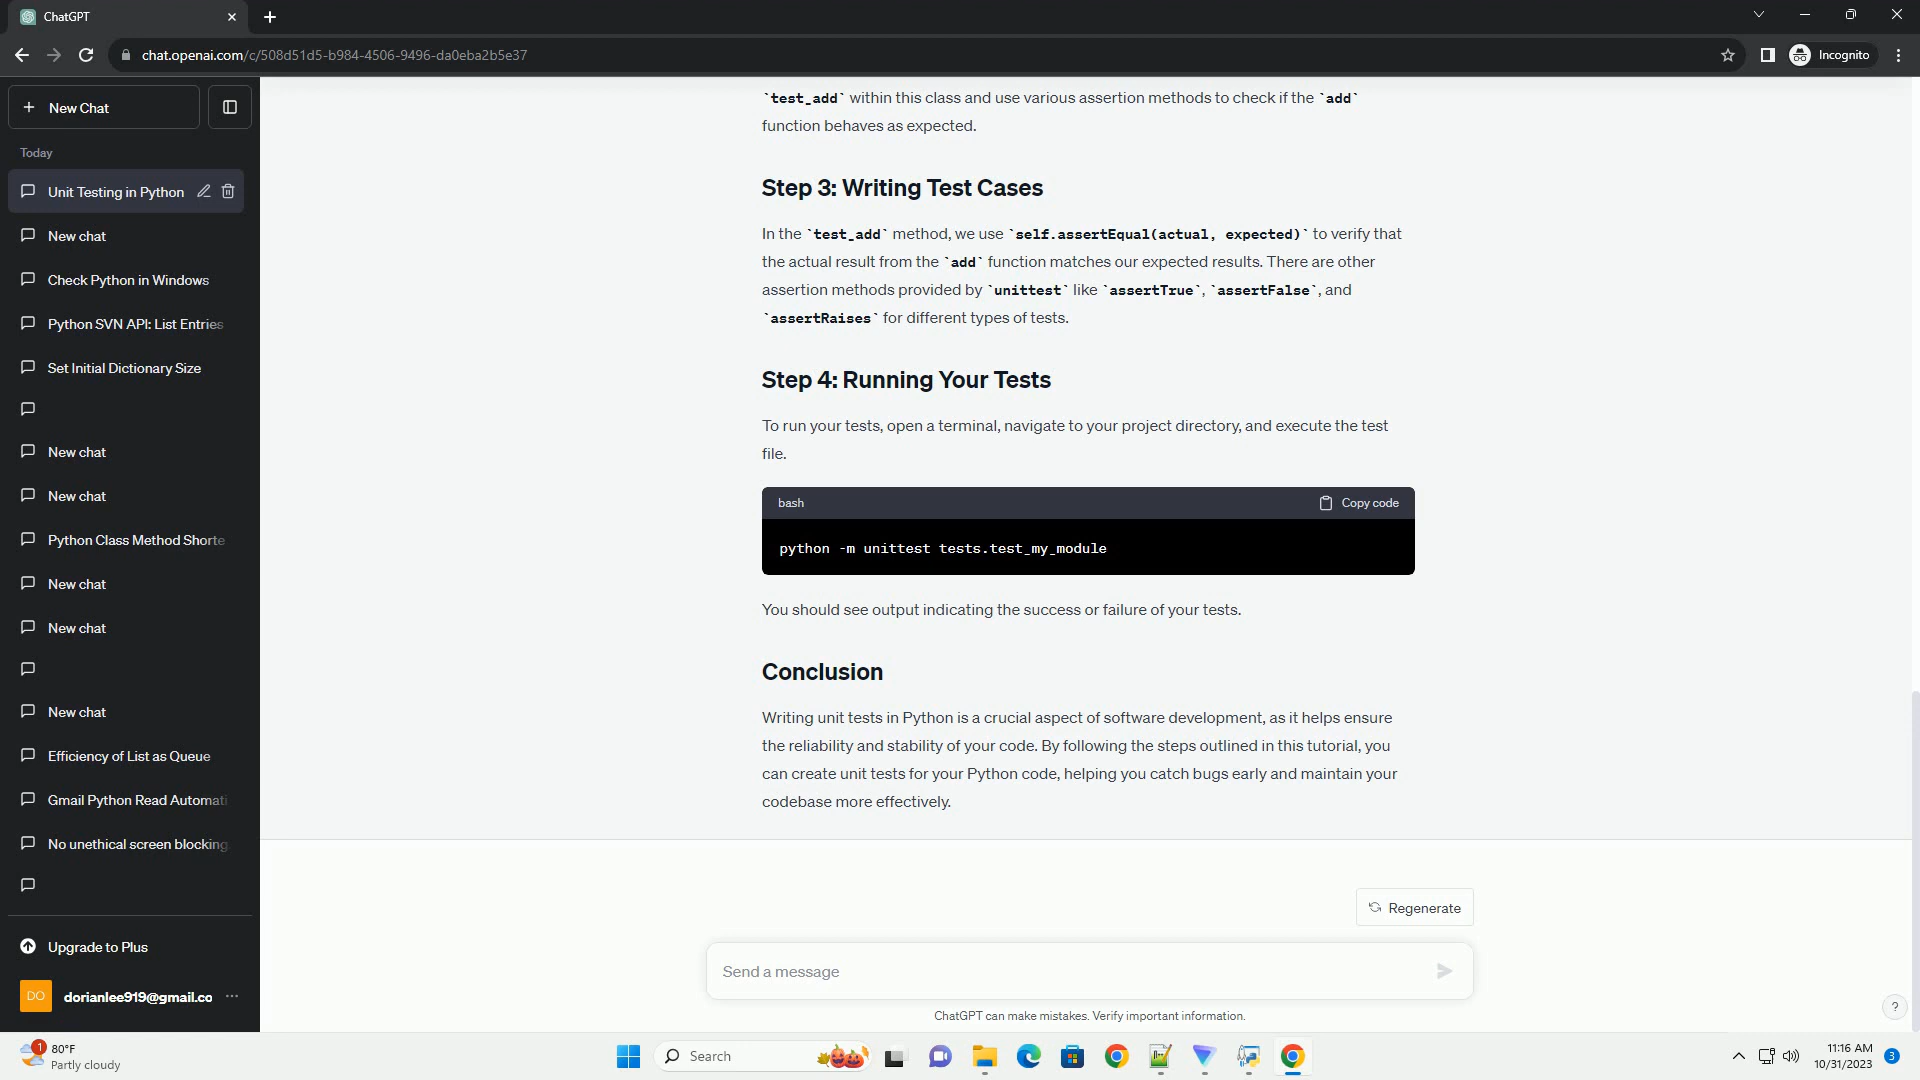 ChatGPT
chat.openai.com/c/508d51d5-b984-4506-9496-da0eba2b5e37
Incognito
New Chat
Today
Unit Testing in Python
New chat
Check Python in Windows
Python SVN API: List Entries
Set Initial Dictionary Size
New chat
New chat
Python Class Method Shorte
New chat
New chat
New chat
Efficiency of List as Queue
Gmail Python Read Automati
No unethical screen blocking
Upgrade to Plus
DO
dorianlee919@gmail.co
`test_add` within this class and use various assertion methods to check if the `add`
function behaves as expected.
Step 3: Writing Test Cases
In the `test_add` method, we use `self.assertEqual(actual, expected)` to verify that
the actual result from the `add` function matches our expected results. There are other
assertion methods provided by `unittest` like `assertTrue`, `assertFalse`, and
`assertRaises` for different types of tests.
Step 4: Running Your Tests
To run your tests, open a terminal, navigate to your project directory, and execute the test
file.
bash
Copy code
python -m unittest tests.test_my_module
You should see output indicating the success or failure of your tests.
Conclusion
Writing unit tests in Python is a crucial aspect of software development, as it helps ensure
the reliability and stability of your code. By following the steps outlined in this tutorial, you
can create unit tests for your Python code, helping you catch bugs early and maintain your
codebase more effectively.
Regenerate
Send a message
ChatGPT can make mistakes. Verify important information.
?
1
80°F
Partly cloudy
Search
11:16 AM
10/31/2023
3